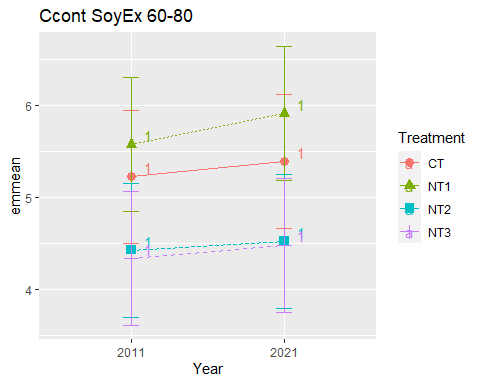 Ccont SoyEx 60-80
emmean
6
5
4
1
1
1
1
1
1
1
1
2011
2021
Year
Treatment
a CT
a NT1
a NT2
a NT3